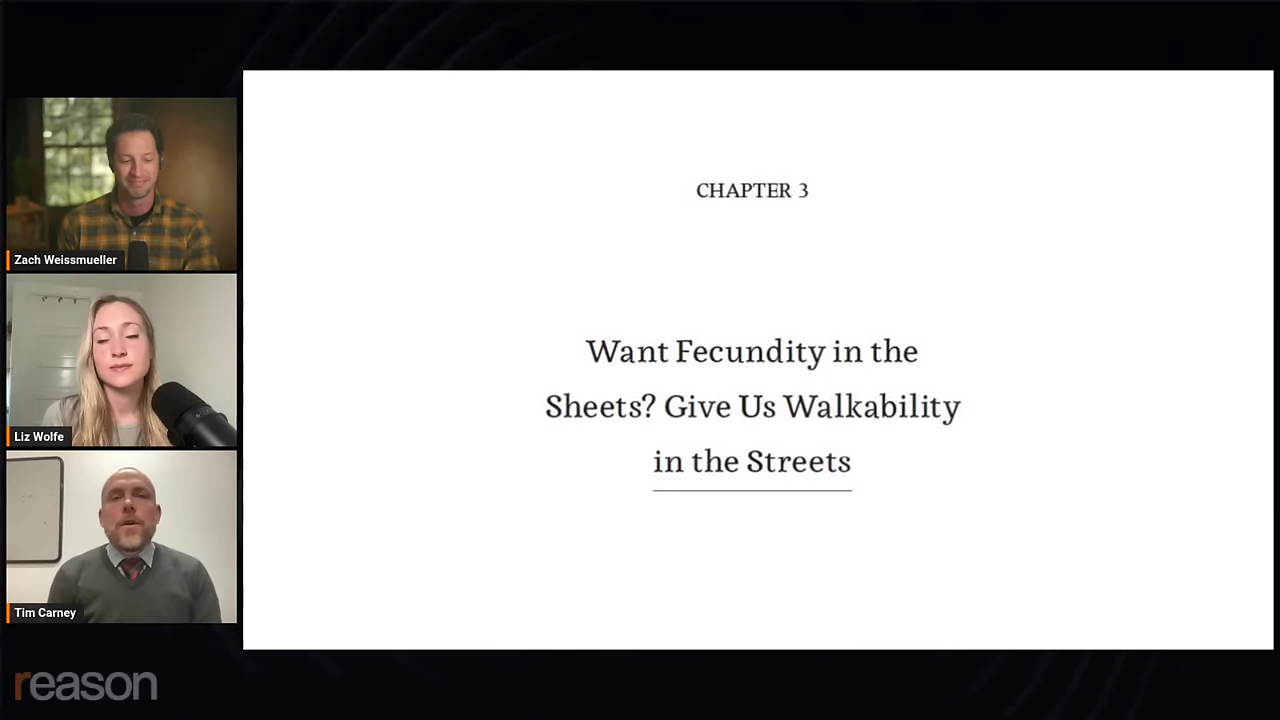 CHAPTER 3
Want Fecundity in the
Sheets? Give Us Walkability
in the Streets
Zach Weissmueller
Liz Wolfe
Tim Carney
reason